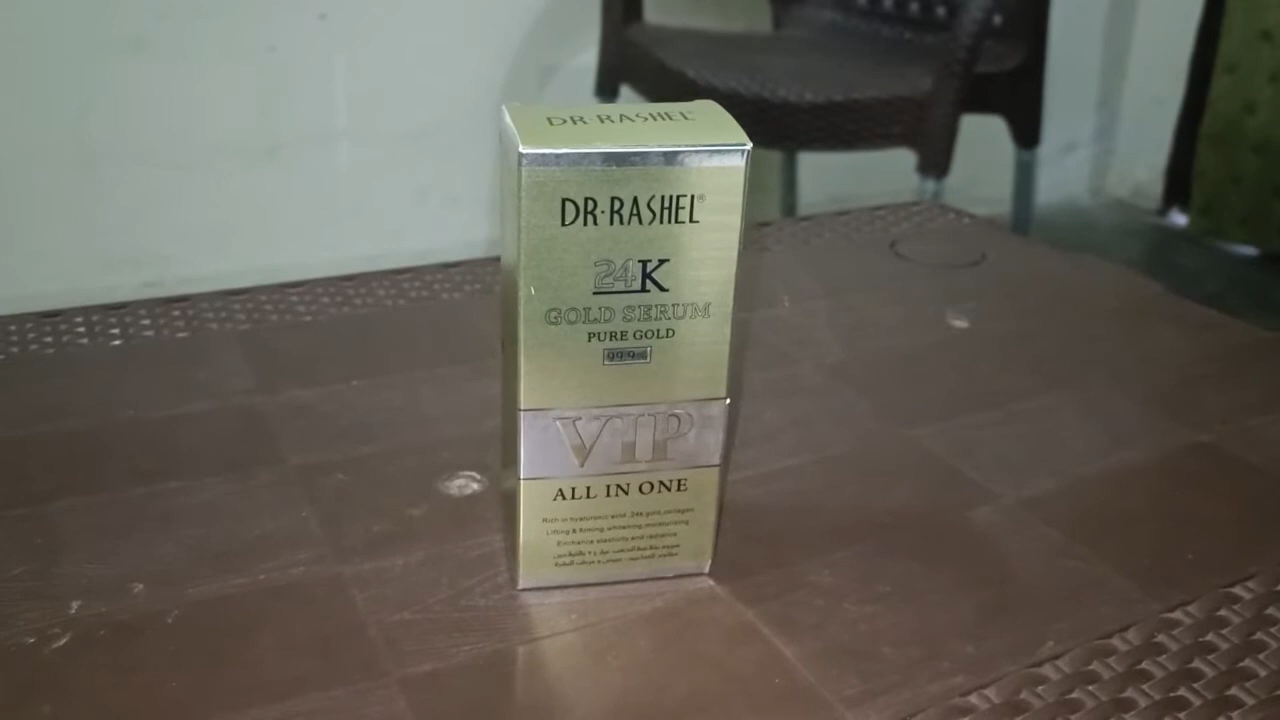 DR·RASHEL
DR·RASHEL®
24K
GOLD SERUM
PURE GOLD
99.9%
VIP
ALL IN ONE
Rich in hyaluronic acid, 24k gold, collagen
Lifting & firming, whitening, moisturizing
Enchance elasticity and radiance